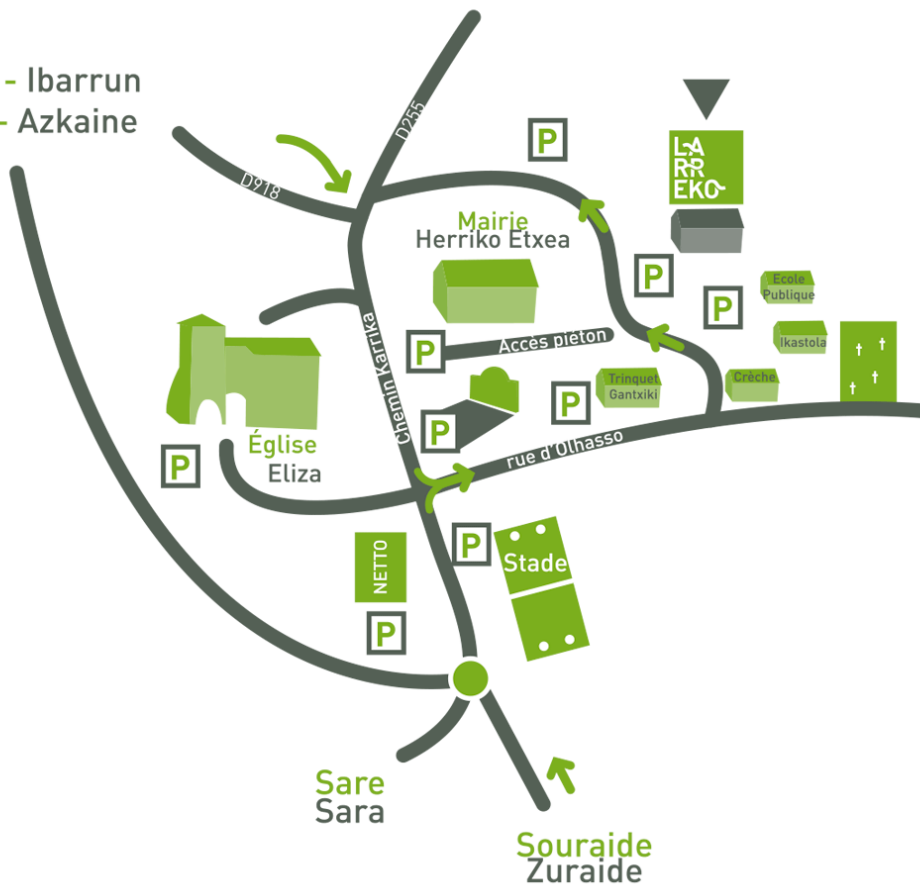 - Ibarrun
- Azkaine
D255
D918
P
LA
RR
EKO
Mairie
Herriko Etxea
P
P
Ecole
Publique
Ikastola
Chemin Karrika
P
Accès piéton
Trinquet
Gantxiki
Crèche
P
P
Église
Eliza
P
rue d'Olhasso
NETTO
P
Stade
P
Sare
Sara
Souraide
Zuraide